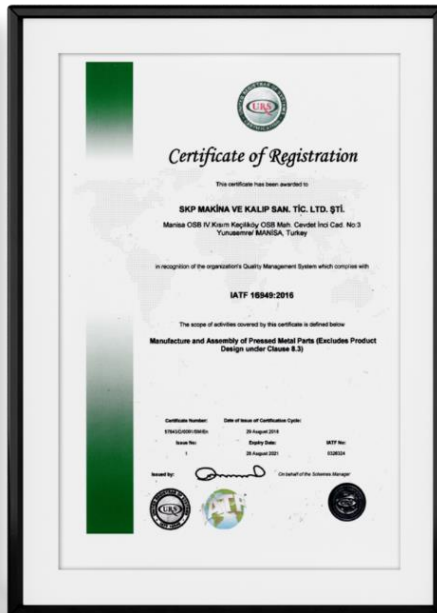 URS
Certificate of Registration
This certificate has been awarded to
SKP MAKİNA VE KALIP SAN. TİC. LTD. ŞTİ.
Manisa OSB IV.Kısım Keçiliköy OSB Mah. Cevdet İnci Cad. No:3
Yunusemre/ MANİSA, Turkey
in recognition of the organization's Quality Management System which complies with
IATF 16949:2016
The scope of activities covered by this certificate is defined below
Manufacture and Assembly of Pressed Metal Parts (Excludes Product
Design under Clause 8.3)
Certificate Number: Date of Issue of Certification Cycle:
August 2018
Issue No: Expiry Date: IATF No:
1 August 2021
Issued by: On behalf of the Schemes Manager
URS
IATF